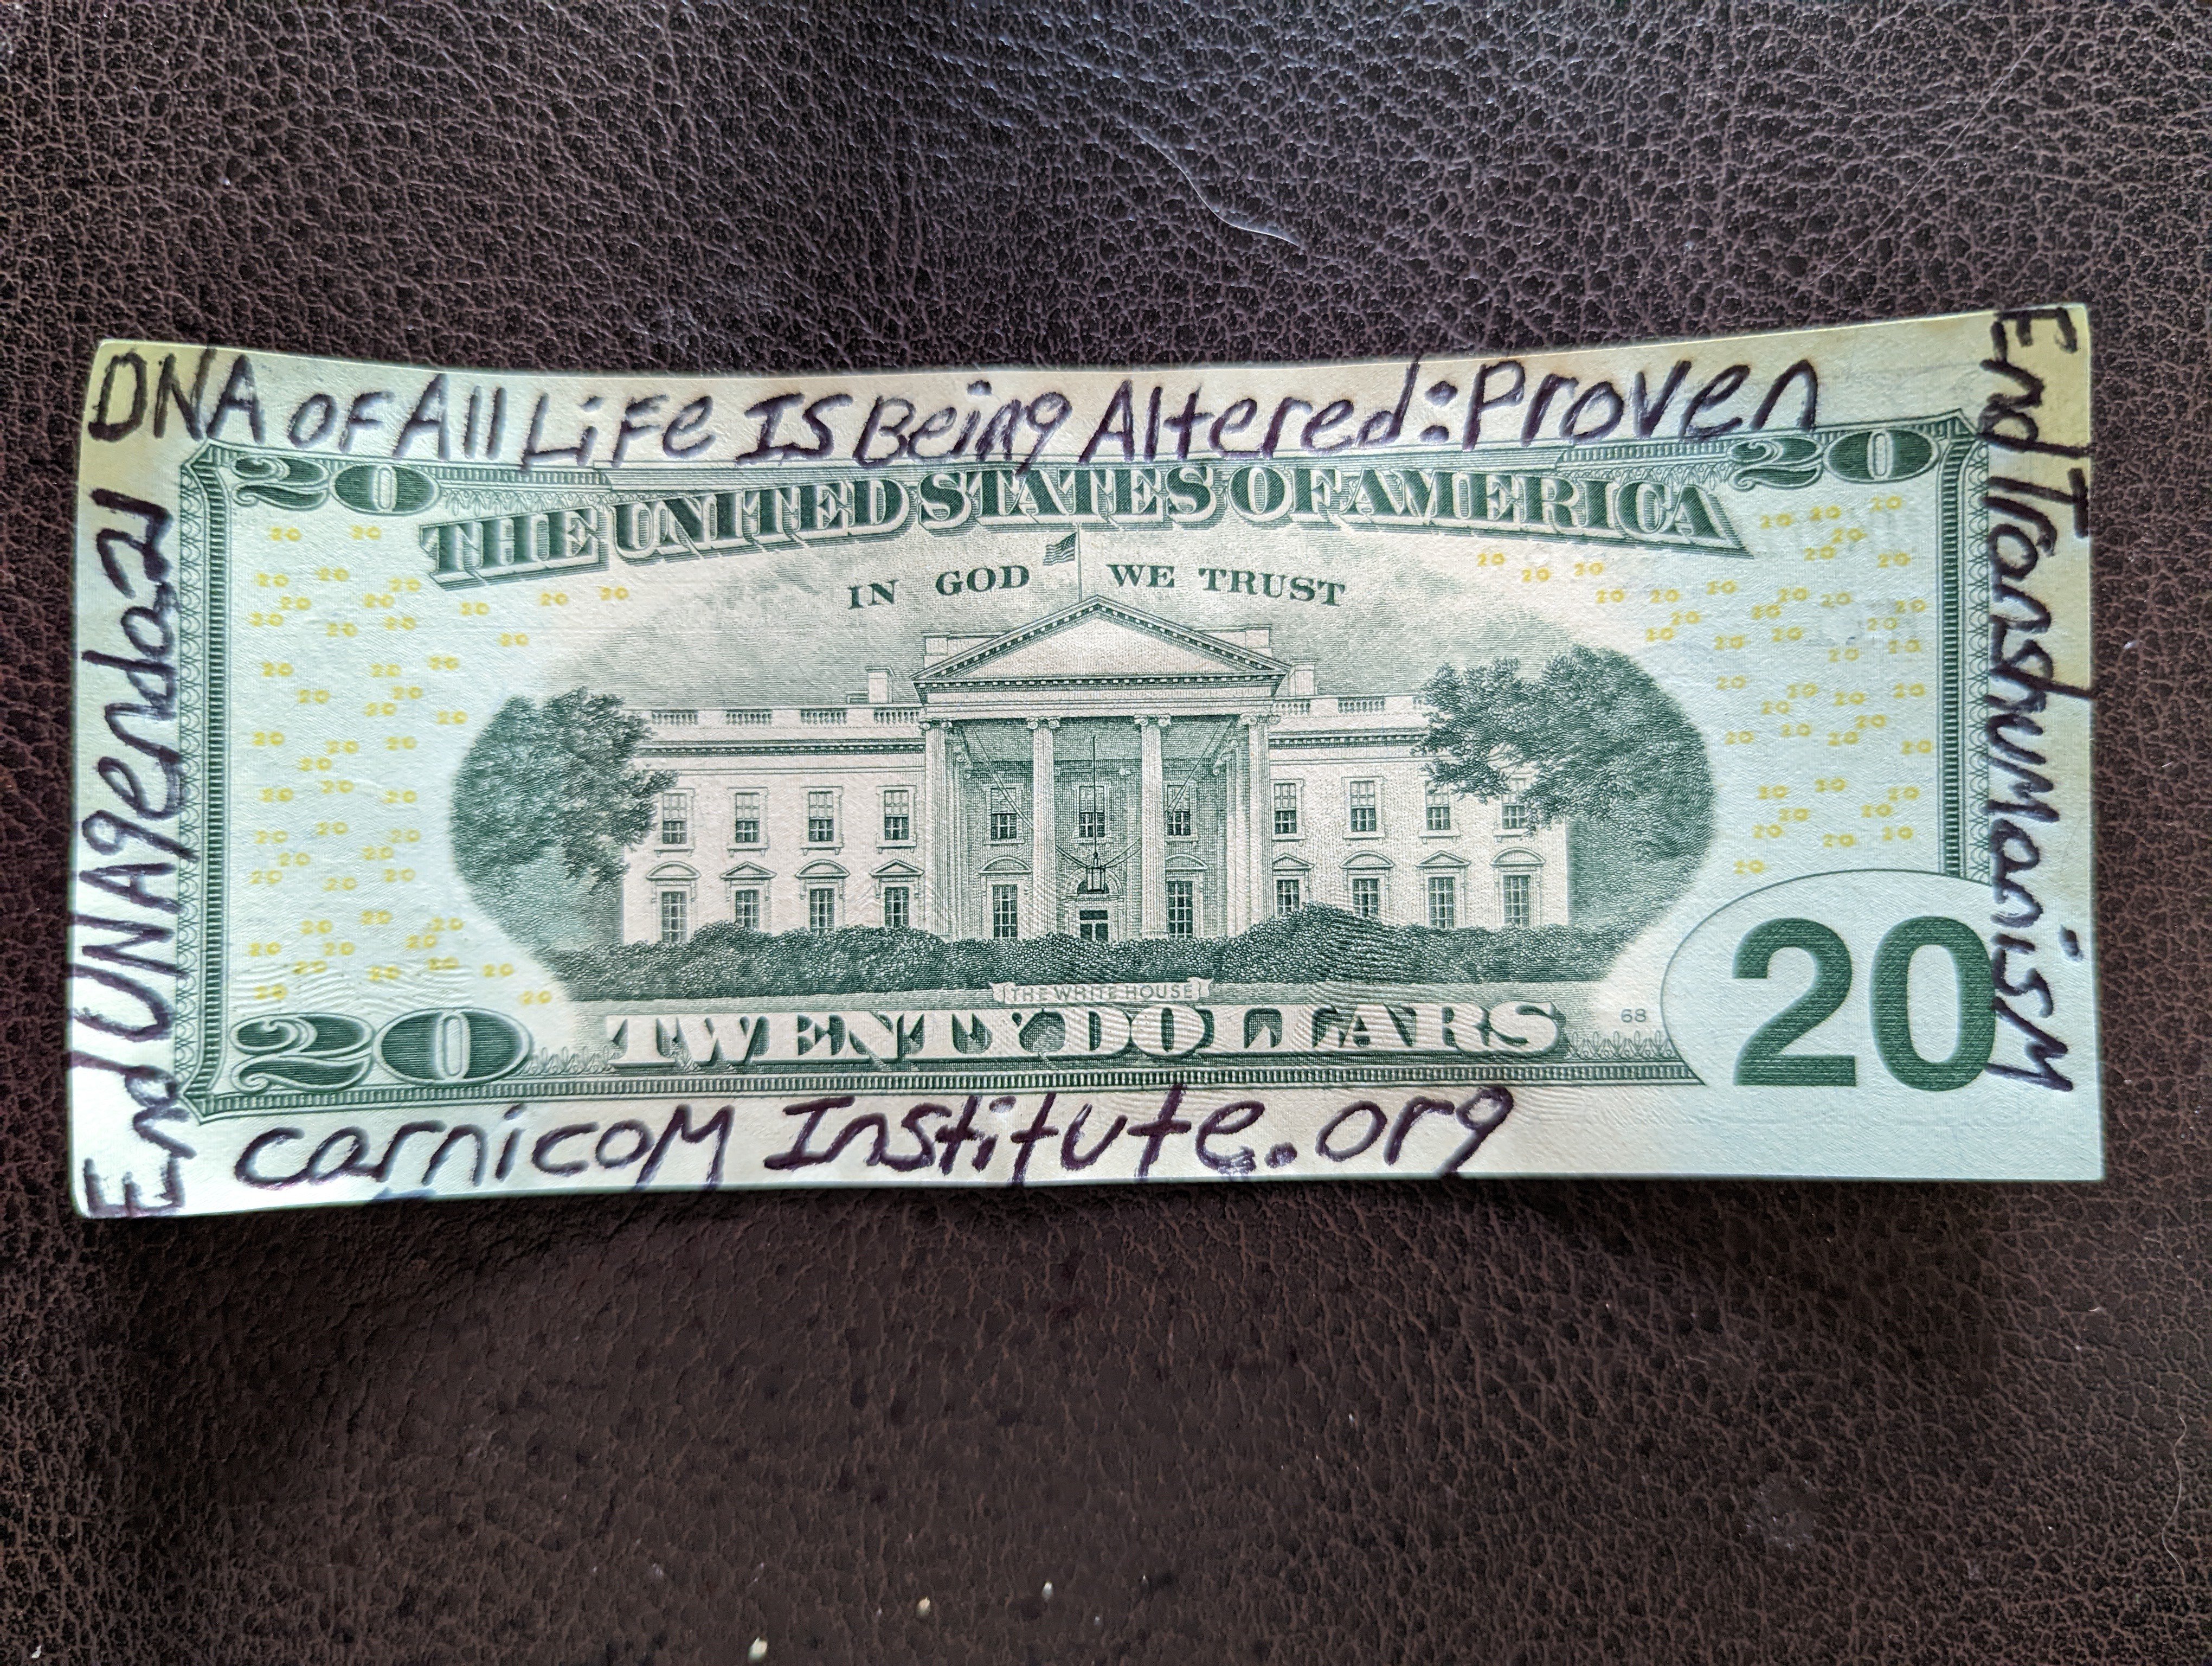 DNA of All Life Is Being Altered: Proven
End Transhumanism
End UN Agenda 21
20
20
THE UNITED STATES OF AMERICA
IN GOD WE TRUST
THE WHITE HOUSE
20
TWENTY DOLLARS
68
20
carnicom Institute.org